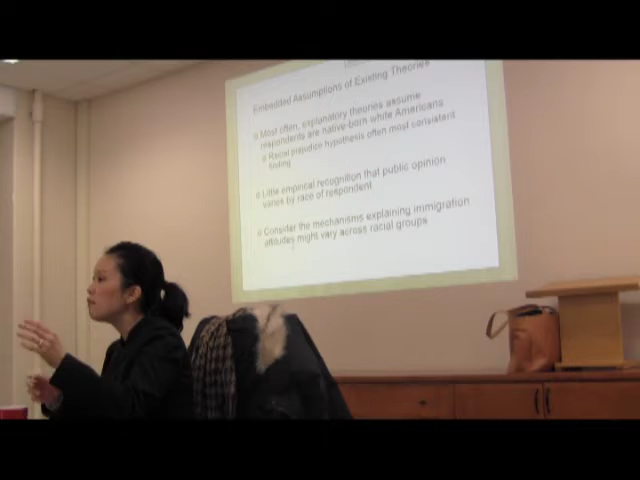 Embedded Assumptions of Existing Theories
Most often, explanatory theories assume
respondents are native-born white Americans
Racial prejudice hypothesis often most consistent
finding
Little empirical recognition that public opinion
varies by race of respondent
Consider the mechanisms explaining immigration
attitudes might vary across racial groups